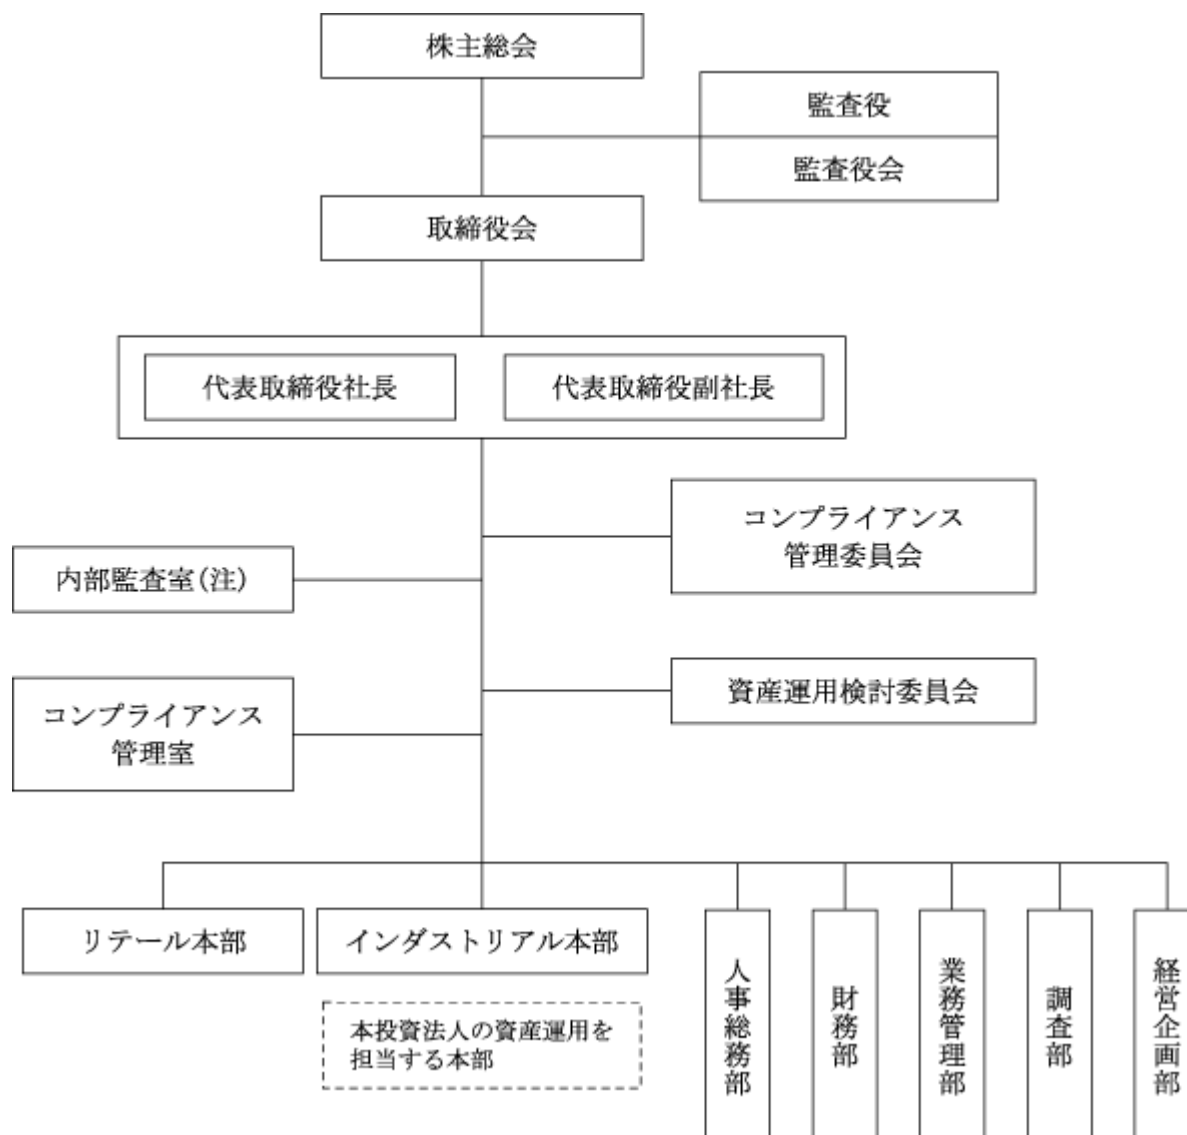 株主総会
監査役
監査役会
取締役会
代表取締役社長
代表取締役副社長
コンプライアンス
管理委員会
内部監査室(注)
資産運用検討委員会
コンプライアンス
管理室
リテール本部
インダストリアル本部
本投資法人の資産運用を
担当する本部
人事総務部
財務部
業務管理部
調査部
経営企画部